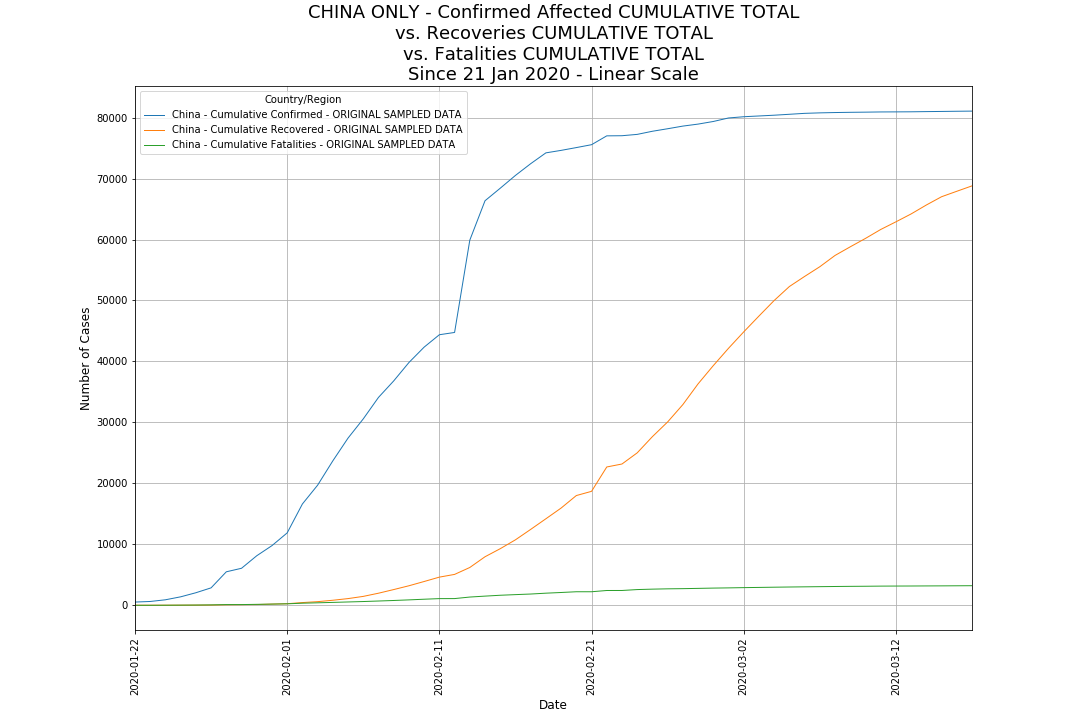 CHINA ONLY - Confirmed Affected CUMULATIVE TOTAL
vs. Recoveries CUMULATIVE TOTAL
vs. Fatalities CUMULATIVE TOTAL
Since 21 Jan 2020 - Linear Scale
Country/Region
China - Cumulative Confirmed - ORIGINAL SAMPLED DATA
China - Cumulative Recovered - ORIGINAL SAMPLED DATA
China - Cumulative Fatalities - ORIGINAL SAMPLED DATA
Number of Cases
80000
70000
60000
50000
40000
30000
20000
10000
0
2020-01-22
2020-02-01
2020-02-11
2020-02-21
2020-03-02
2020-03-12
Date